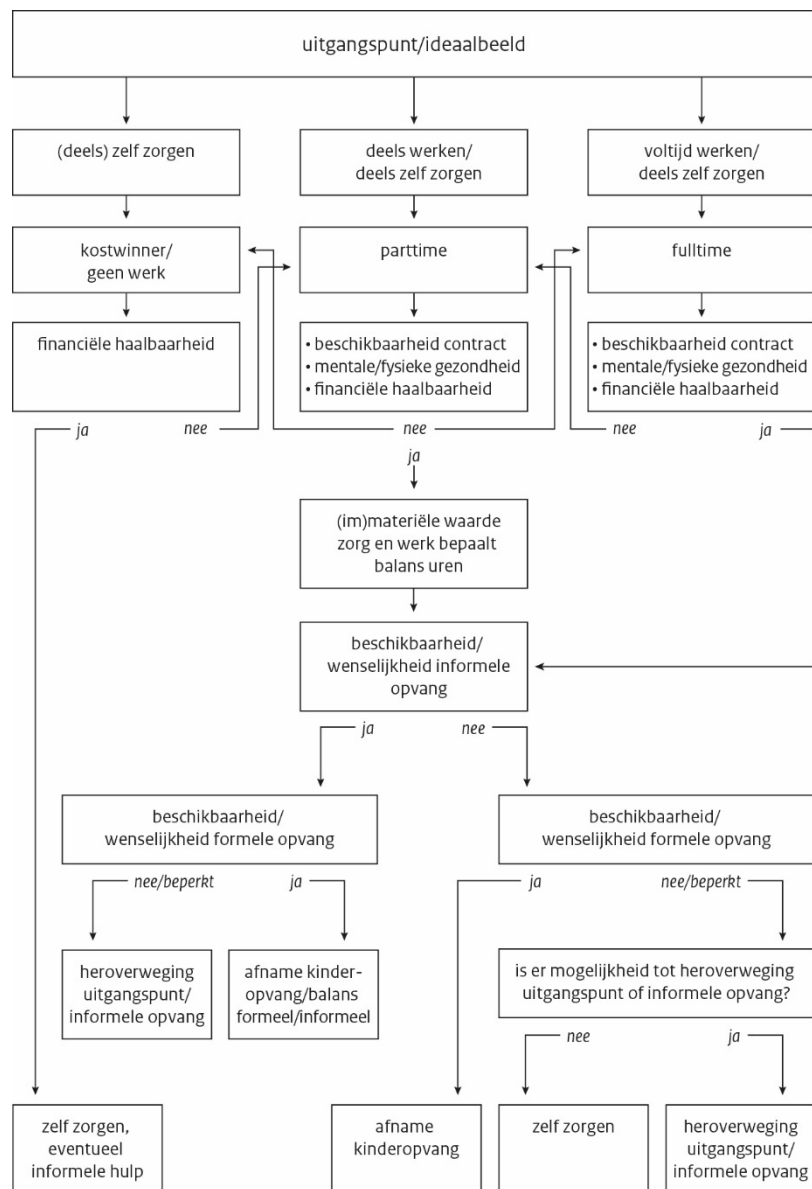 uitgangspunt/ideaalbeeld
(deels) zelf zorgen
deels werken/
deels zelf zorgen
voltijd werken/
deels zelf zorgen
kostwinner/
geen werk
parttime
fulltime
financiële haalbaarheid
• beschikbaarheid contract
• mentale/fysieke gezondheid
• financiële haalbaarheid
• beschikbaarheid contract
• mentale/fysieke gezondheid
• financiële haalbaarheid
ja
nee
nee
ja
nee
ja
(im)materiële waarde
zorg en werk bepaalt
balans uren
beschikbaarheid/
wenselijkheid informele
opvang
ja
nee
beschikbaarheid/
wenselijkheid formele opvang
beschikbaarheid/
wenselijkheid formele opvang
nee/beperkt
ja
ja
nee/beperkt
heroverweging
uitgangspunt/
informele opvang
afname kinder-
opvang/balans
formeel/informeel
is er mogelijkheid tot heroverweging
uitgangspunt of informele opvang?
nee
ja
zelf zorgen,
eventueel
informele hulp
afname
kinderopvang
zelf zorgen
heroverweging
uitgangspunt/
informele opvang